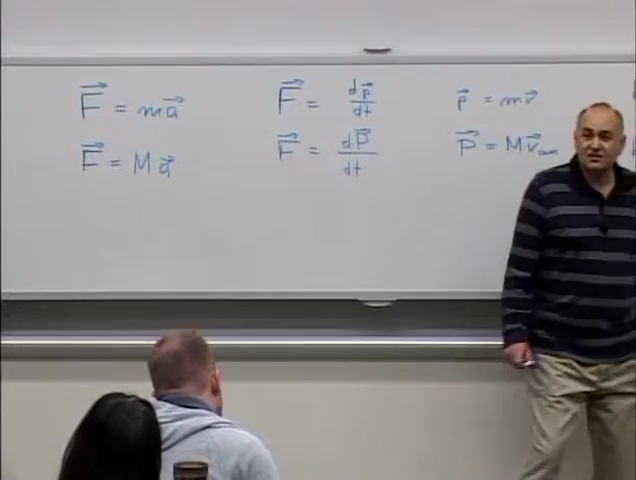 F⃗ = ma⃗    F⃗ = dp⃗/dt    p⃗ = mv⃗
F⃗ = Ma⃗    F⃗ = dP⃗/dt    P⃗ = Mv⃗cm